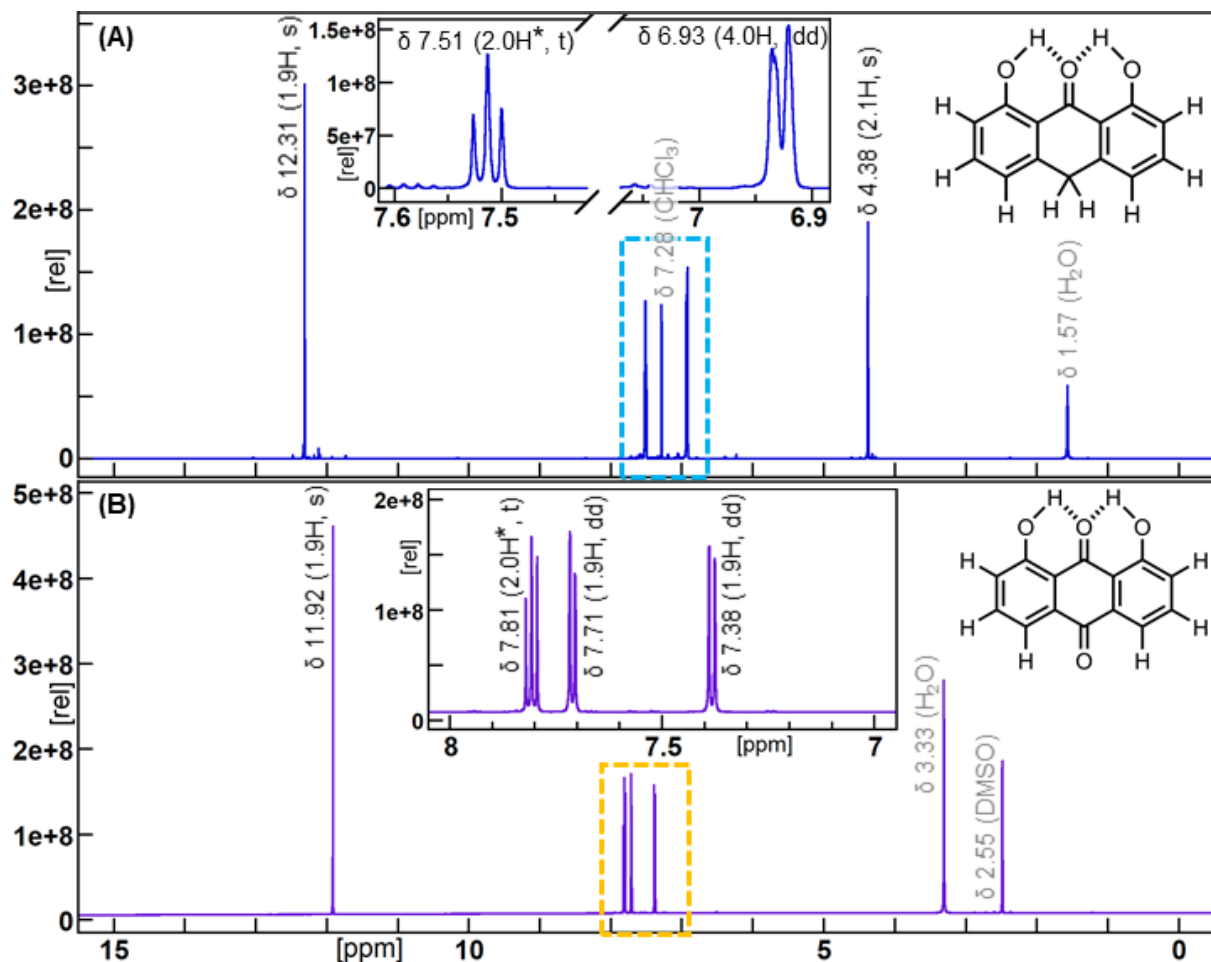 (A)
[rel]
3e+8
2e+8
1e+8
0
δ 12.31 (1.9H, s)
1.5e+8
1e+8
5e+7
0
[rel]
δ 7.51 (2.0H*, t)
δ 6.93 (4.0H, dd)
7.6 [ppm] 7.5 7 6.9
δ 7.28 (CHCl₃)
δ 4.38 (2.1H, s)
δ 1.57 (H₂O)
O H O H O
H H
H H
H H H H
(B)
[rel]
5e+8
4e+8
3e+8
2e+8
1e+8
0
δ 11.92 (1.9H, s)
2e+8
1e+8
0
[rel]
δ 7.81 (2.0H*, t)
δ 7.71 (1.9H, dd)
δ 7.38 (1.9H, dd)
8 7.5 [ppm] 7
δ 3.33 (H₂O)
δ 2.55 (DMSO)
O H O H O
H H
H H
H O H
15 [ppm] 10 5 0